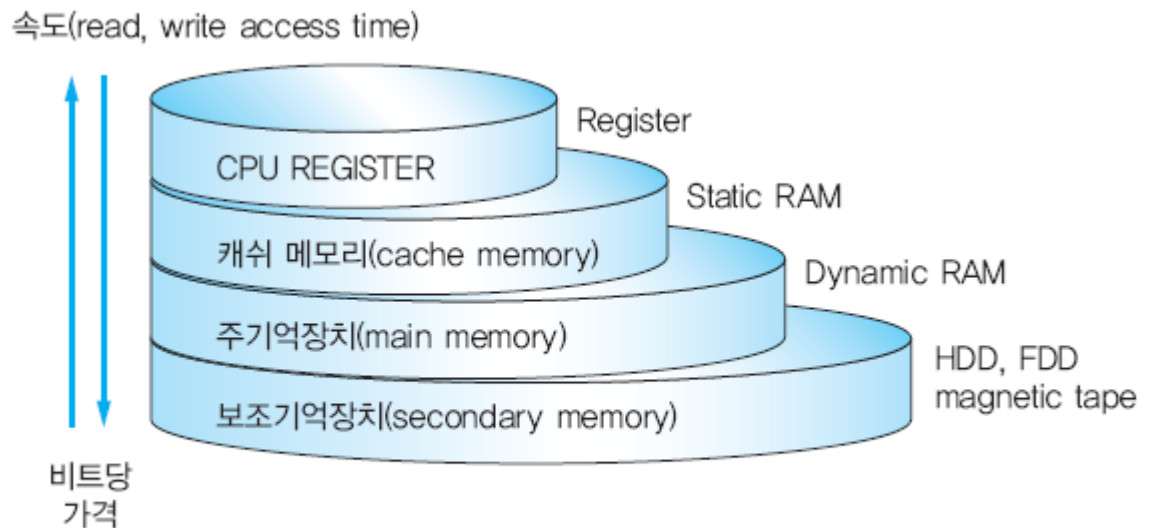 속도(read, write access time)
Register
CPU REGISTER
Static RAM
캐쉬 메모리(cache memory)
Dynamic RAM
주기억장치(main memory)
HDD, FDD
magnetic tape
보조기억장치(secondary memory)
비트당
가격